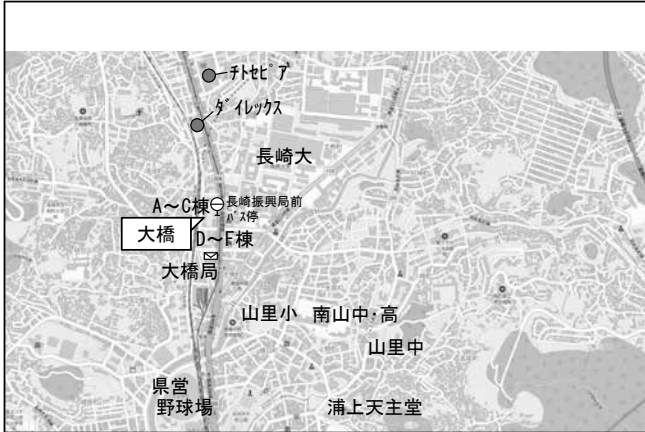 チトセピア
ダイレックス
長崎大
A～C棟
長崎振興局前
バス停
大橋
D～F棟
大橋局
山里小
南山中・高
山里中
県営
野球場
浦上天主堂